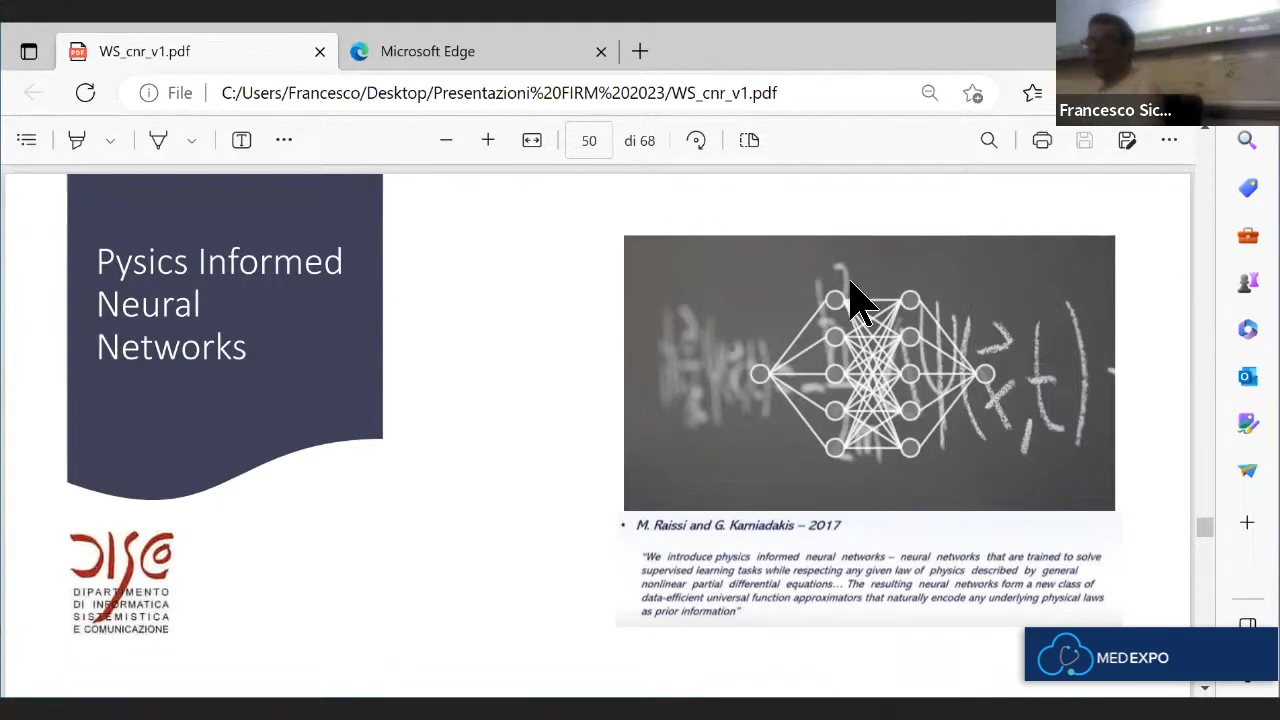 WS_cnr_v1.pdf
Microsoft Edge
File
C:/Users/Francesco/Desktop/Presentazioni%20FIRM%202023/WS_cnr_v1.pdf
Francesco Sic...
50 di 68
Pysics Informed
Neural
Networks
DISCo
DIPARTIMENTO
DI INFORMATICA
SISTEMISTICA
E COMUNICAZIONE
• M. Raissi and G. Karniadakis – 2017
"We introduce physics informed neural networks – neural networks that are trained to solve
supervised learning tasks while respecting any given law of physics described by general
nonlinear partial differential equations... The resulting neural networks form a new class of
data-efficient universal function approximators that naturally encode any underlying physical laws
as prior information"
MEDEXPO